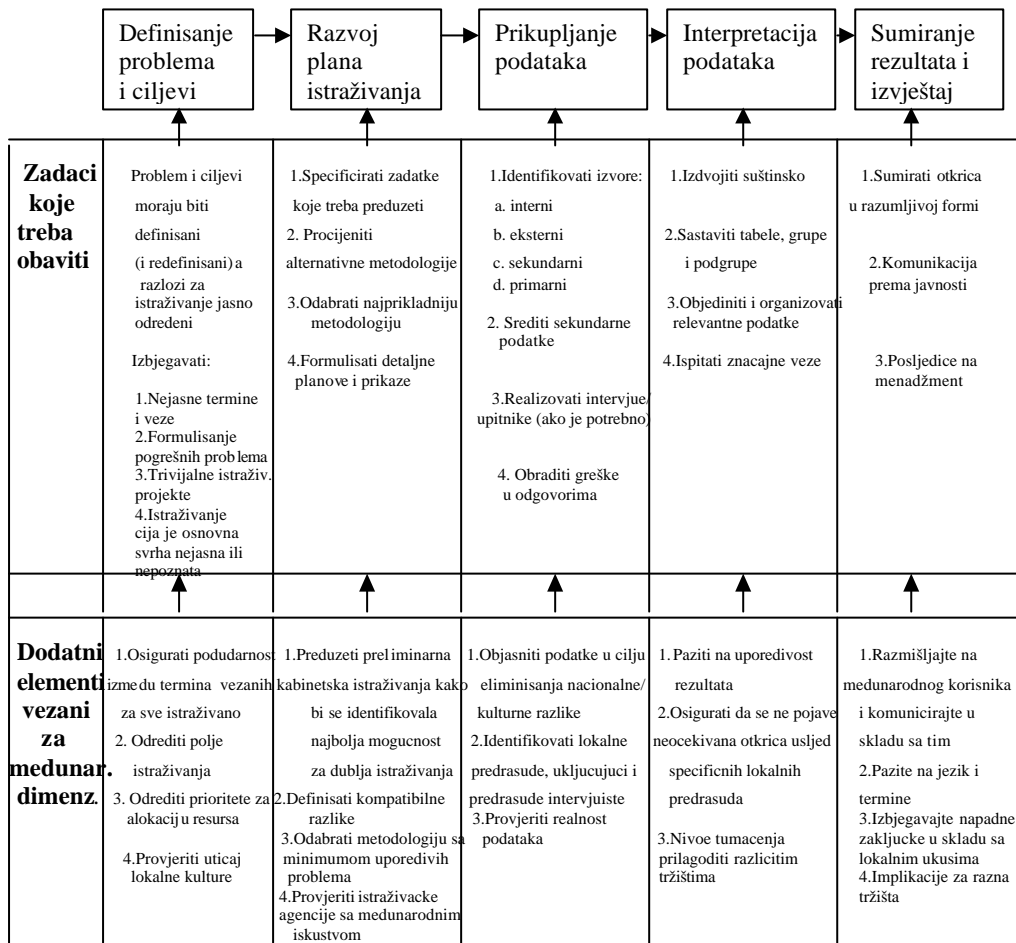 Definisanje
problema
i ciljevi
Razvoj
plana
istraživanja
Prikupljanje
podataka
Interpretacija
podataka
Sumiranje
rezultata i
izvještaj
Zadaci
koje
treba
obaviti
Problem i ciljevi
moraju biti
definisani
(i redefinisani) a
razlozi za
istraživanje jasno
odredeni
Izbjegavati:
1.Nejasne termine
i veze
2.Formulisanje
pogrešnih problema
3.Trivijalne istraživ.
projekte
4.Istraživanje
cija je osnovna
svrha nejasna ili
nepoznata
1.Specificirati zadatke
koje treba preduzeti
2. Procijeniti
alternativne metodologije
3.Odabrati najprikladniju
metodologiju
4.Formulisati detaljne
planove i prikaze
1.Identifikovati izvore:
a. interni
b. eksterni
c. sekundarni
d. primarni
2. Srediti sekundarne
podatke
3.Realizovati intervjue/
upitnike (ako je potrebno)
4. Obraditi greške
u odgovorima
1.Izdvojiti suštinsko
2.Sastaviti tabele, grupe
i podgrupe
3.Objediniti i organizovati
relevantne podatke
4.Ispitati znacajne veze
1.Sumirati otkrica
u razumljivoj formi
2.Komunikacija
prema javnosti
3.Posljedice na
menadžment
Dodatni
elementi
vezani
za
medunar.
dimenz.
1.Osigurati podudarnost
izmedu termina vezanih
za sve istraživano
2. Odrediti polje
istraživanja
3. Odrediti prioritete za
alokaciju resursa
4.Provjeriti uticaj
lokalne kulture
1.Preduzeti preliminarna
kabinetska istraživanja kako
bi se identifikovala
najbolja mogucnost
za dublja istraživanja
2.Definisati kompatibilne
razlike
3.Odabrati metodologiju sa
minimumom uporedivih
problema
4.Provjeriti istraživacke
agencije sa medunarodnim
iskustvom
1.Objasniti podatke u cilju
eliminisanja nacionalne/
kulturne razlike
2.Identifikovati lokalne
predrasude, ukljucujuci i
predrasude intervjuiste
3.Provjeriti realnost
podataka
1. Paziti na uporedivost
rezultata
2.Osigurati da se ne pojave
neocekivana otkrica usljed
specificnih lokalnih
predrasuda
3.Nivoe tumacenja
prilagoditi razlicitim
tržištima
1.Razmišljajte na
medunarodnog korisnika
i komunicirajte u
skladu sa tim
2.Pazite na jezik i
termine
3.Izbjegavajte napadne
zakljucke u skladu sa
lokalnim ukusima
4.Implikacije za razna
tržišta